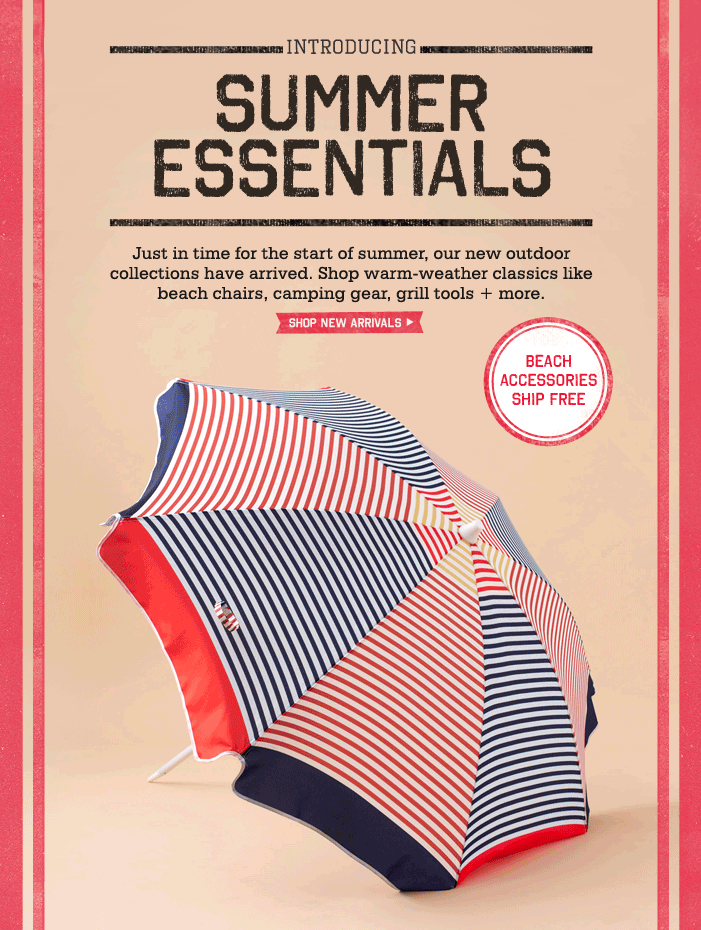 INTRODUCING
SUMMER
ESSENTIALS
Just in time for the start of summer, our new outdoor
collections have arrived. Shop warm-weather classics like
beach chairs, camping gear, grill tools + more.
SHOP NEW ARRIVALS
BEACH
ACCESSORIES
SHIP FREE